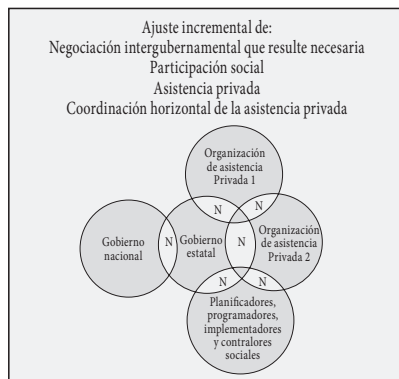 Ajuste incremental de:
Negociación intergubernamental que resulte necesaria
Participación social
Asistencia privada
Coordinación horizontal de la asistencia privada
Organización
de asistencia
Privada 1
N
N
Gobierno
nacional
N
Gobierno
estatal
N
Organización
de asistencia
Privada 2
N
N
Planificadores,
programadores,
implementadores
y contralores
sociales